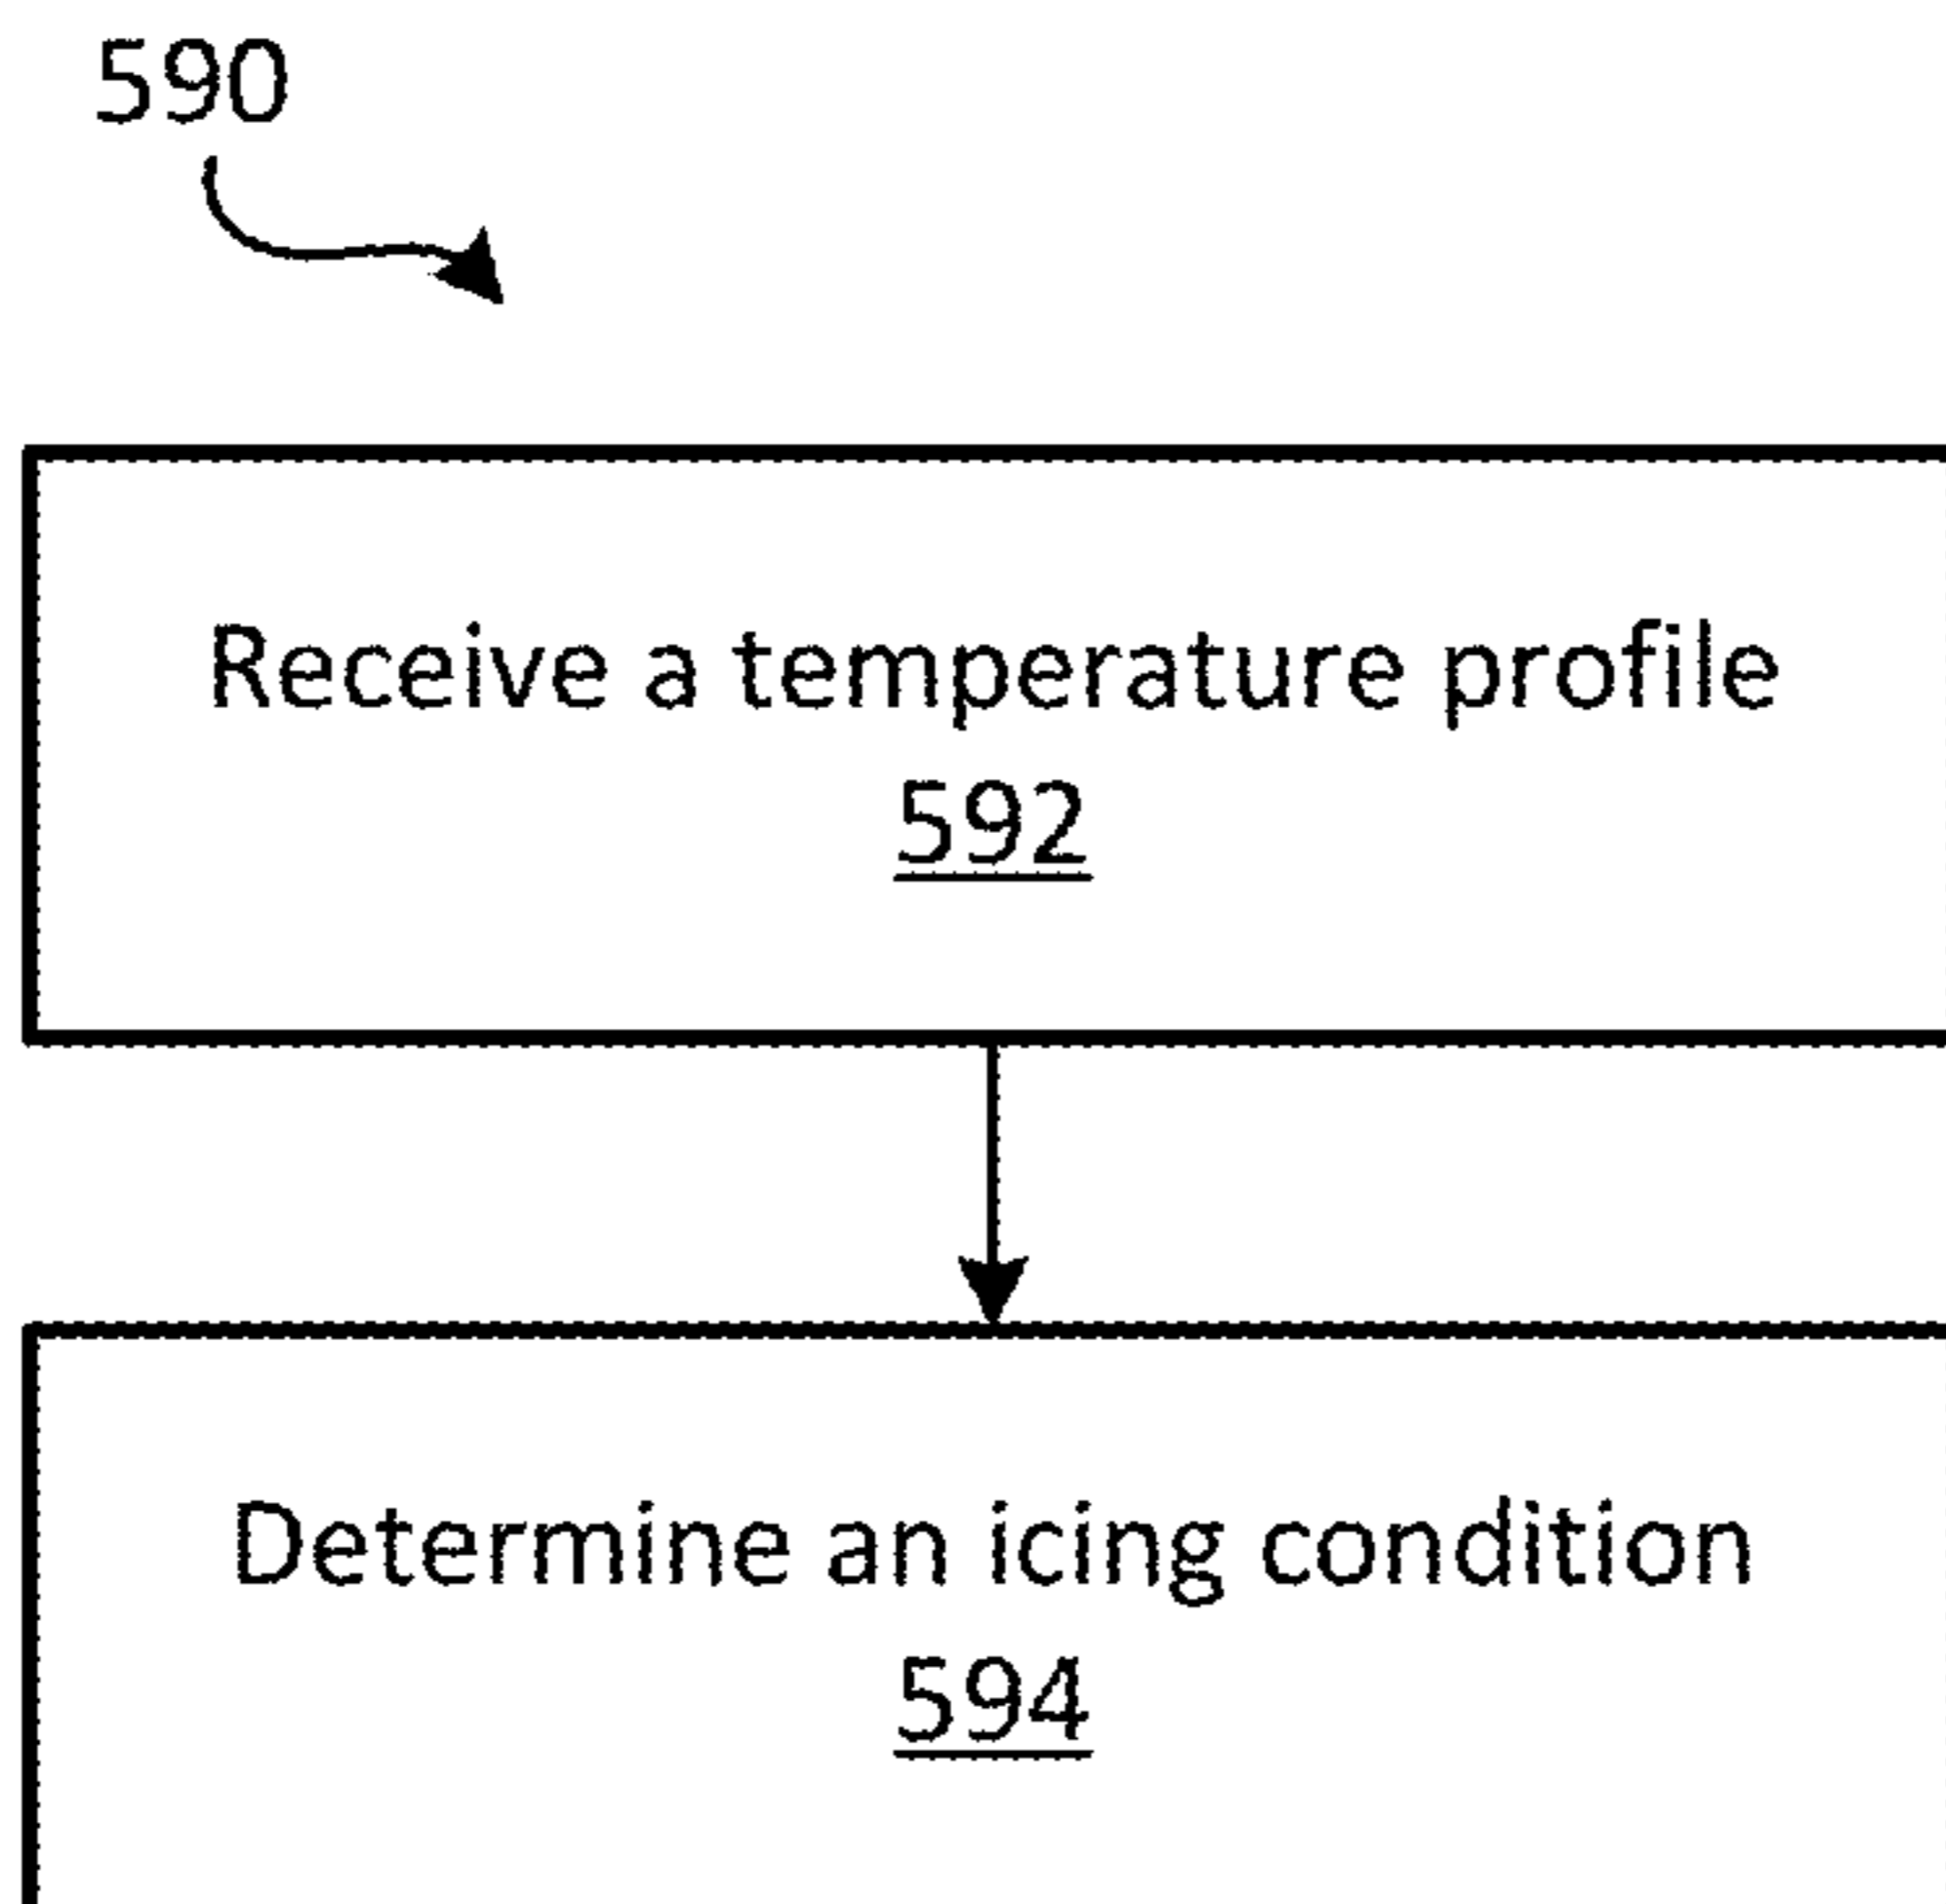 590
Receive a temperature profile
592
Determine an icing condition
594